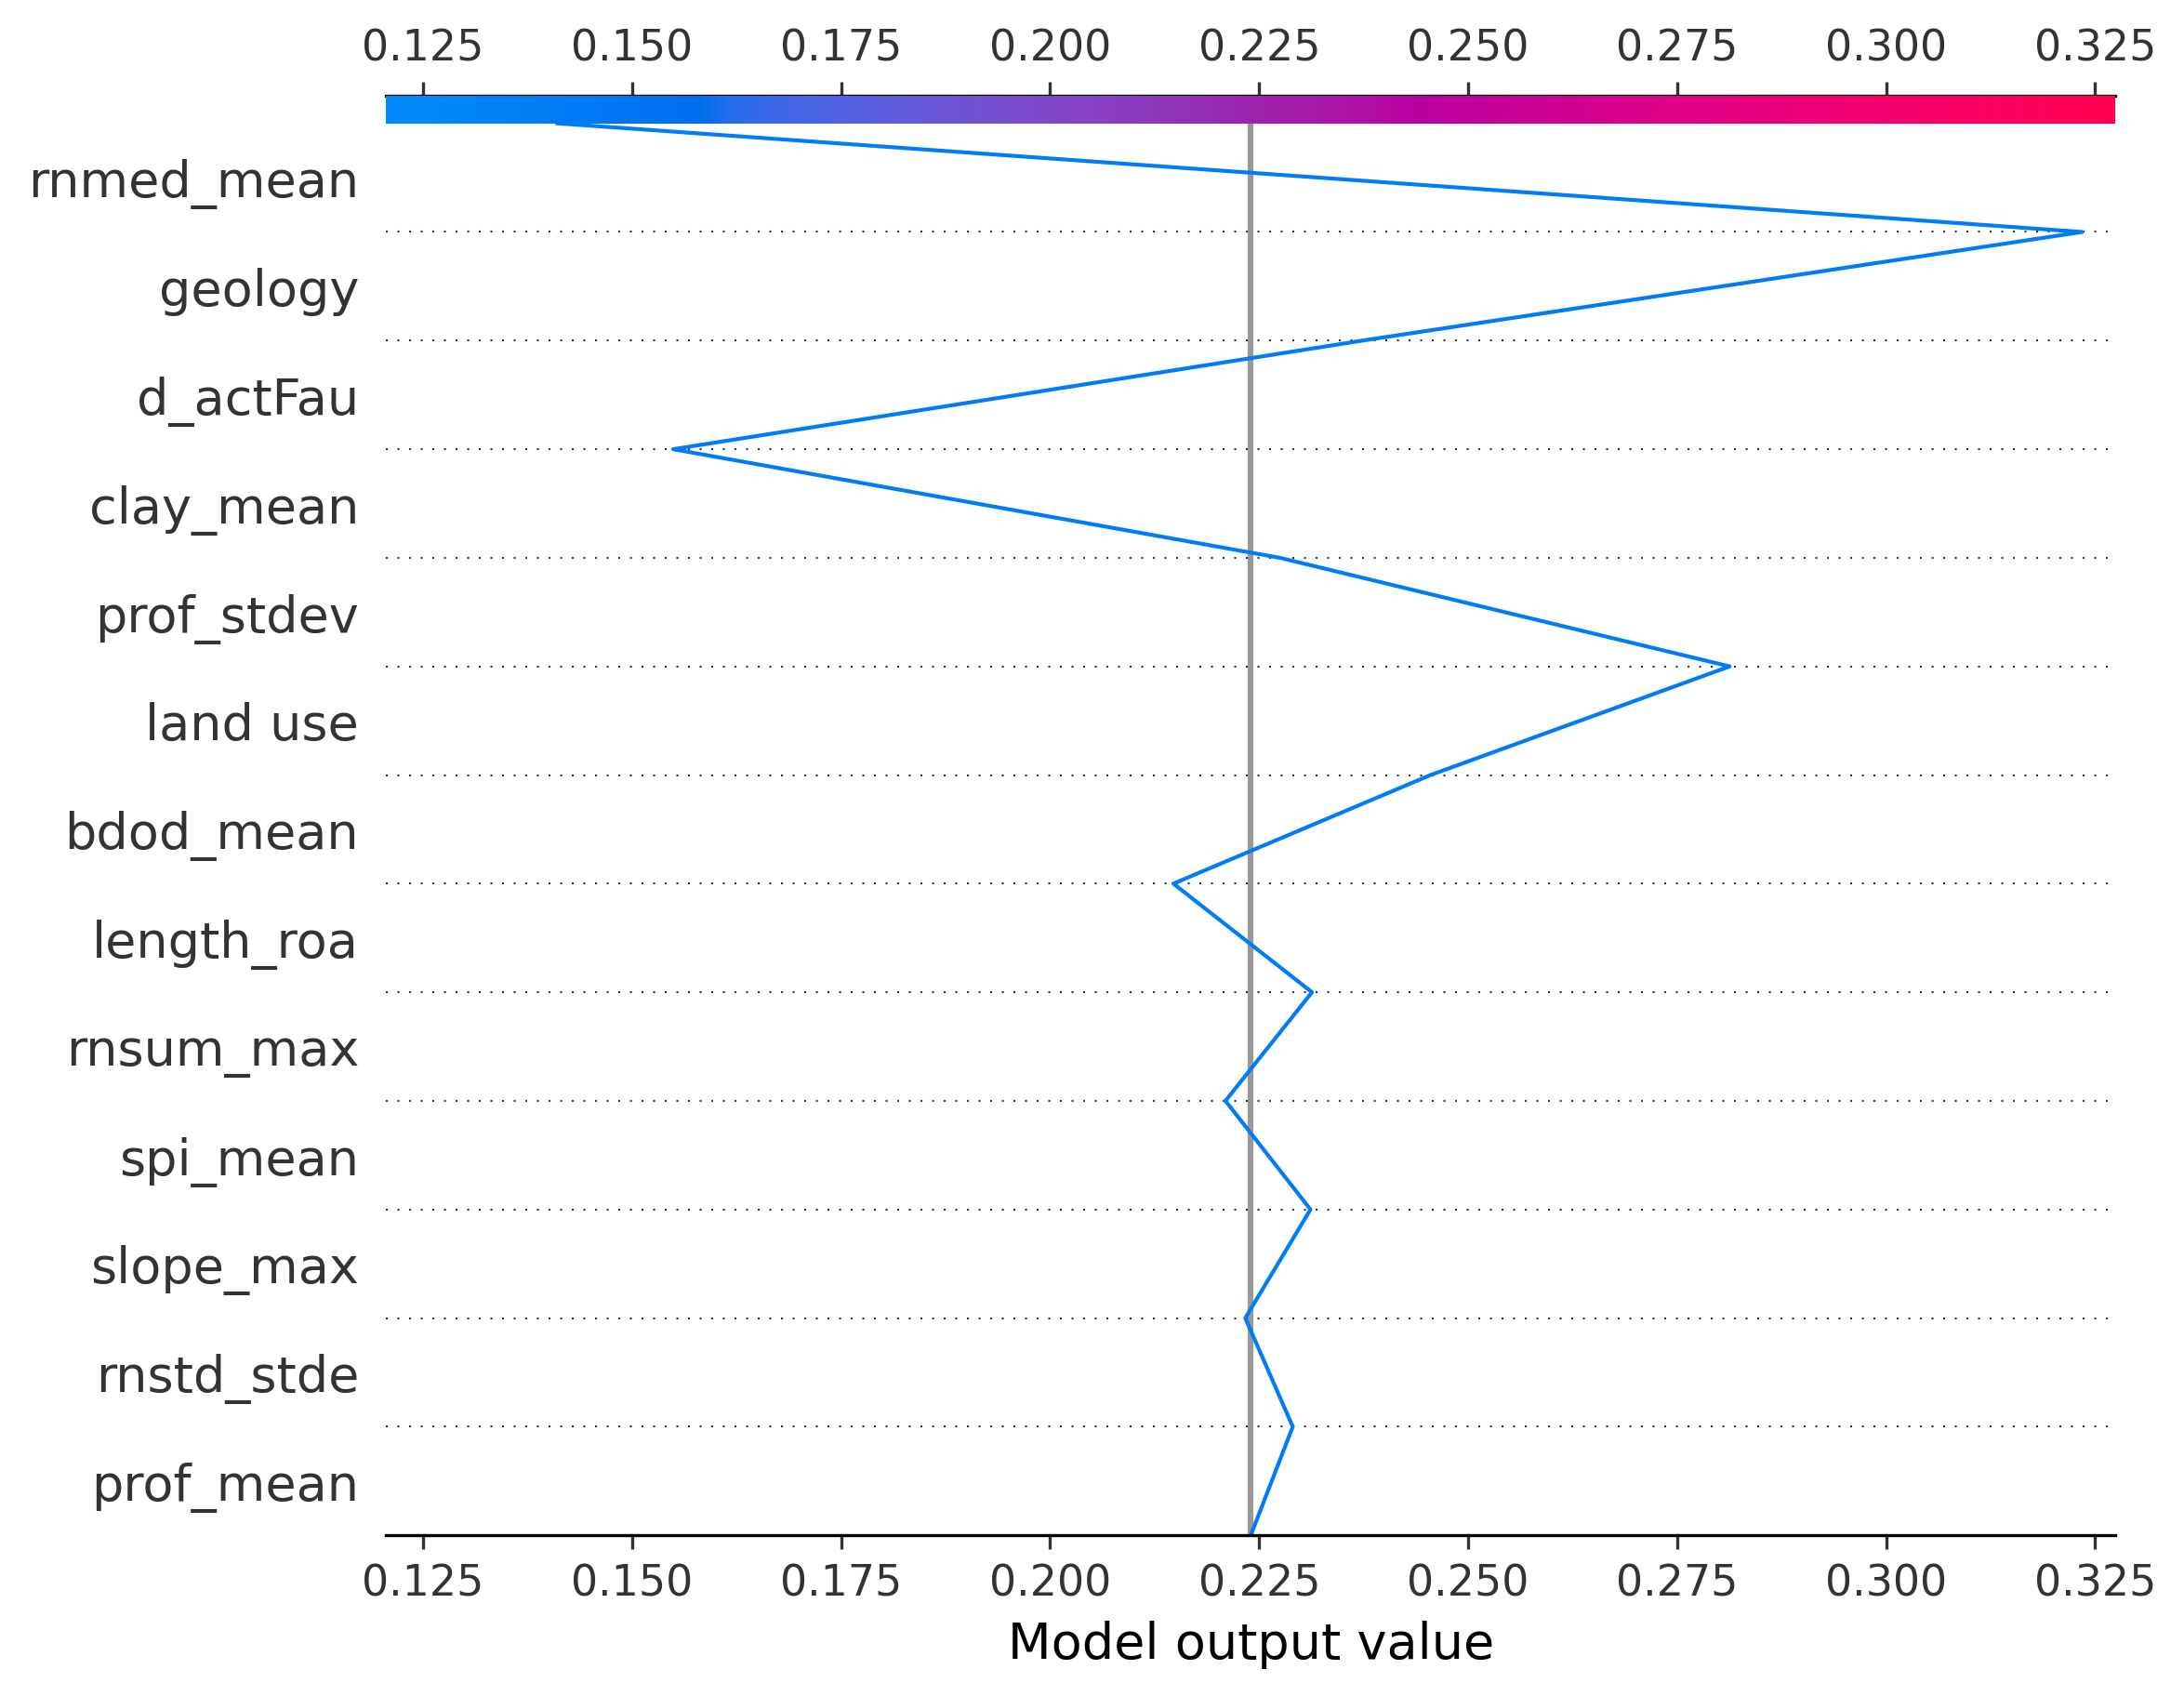 0.125 0.150 0.175 0.200 0.225 0.250 0.275 0.300 0.325
rnmed_mean
geology
d_actFau
clay_mean
prof_stdev
land use
bdod_mean
length_roa
rnsum_max
spi_mean
slope_max
rnstd_stde
prof_mean
0.125 0.150 0.175 0.200 0.225 0.250 0.275 0.300 0.325
Model output value